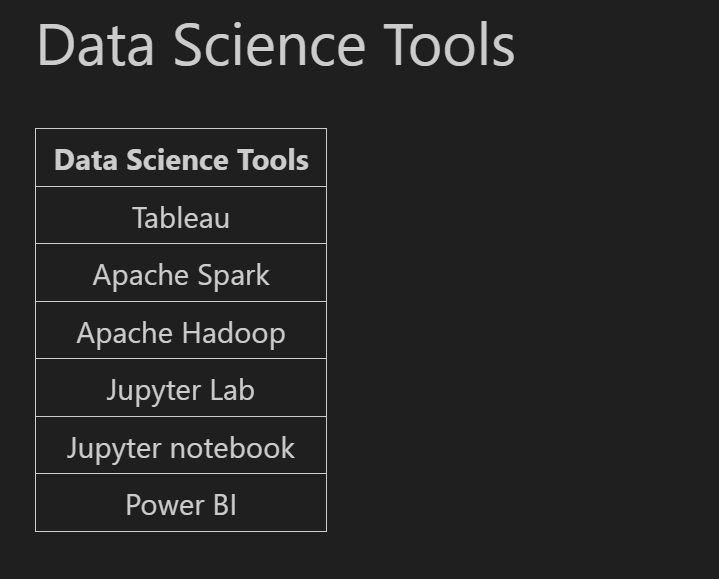 Data Science Tools
Data Science Tools
Tableau
Apache Spark
Apache Hadoop
Jupyter Lab
Jupyter notebook
Power BI